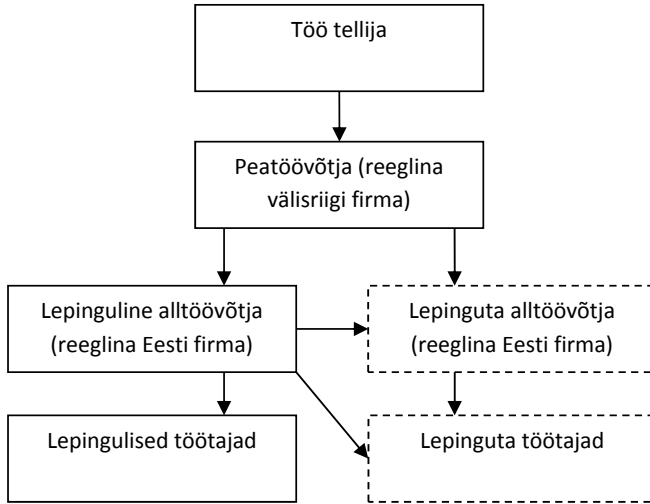 Töö tellija
Peatöövõtja (reeglina
välisriigi firma)
Lepinguline alltöövõtja
(reeglina Eesti firma)
Lepinguta alltöövõtja
(reeglina Eesti firma)
Lepingulised töötajad
Lepinguta töötajad